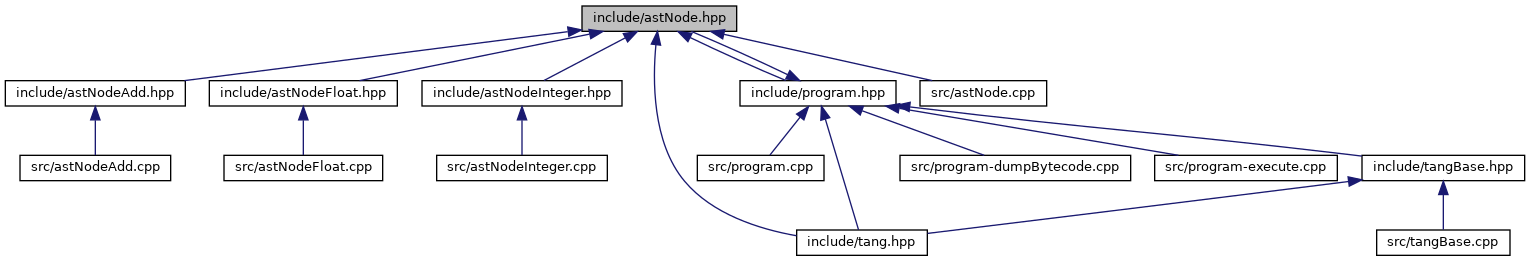 include/astNode.hpp
include/astNodeAdd.hpp
include/astNodeFloat.hpp
include/astNodeInteger.hpp
include/program.hpp
src/astNode.cpp
src/astNodeAdd.cpp
src/astNodeFloat.cpp
src/astNodeInteger.cpp
src/program.cpp
src/program-dumpBytecode.cpp
src/program-execute.cpp
include/tangBase.hpp
include/tang.hpp
src/tangBase.cpp